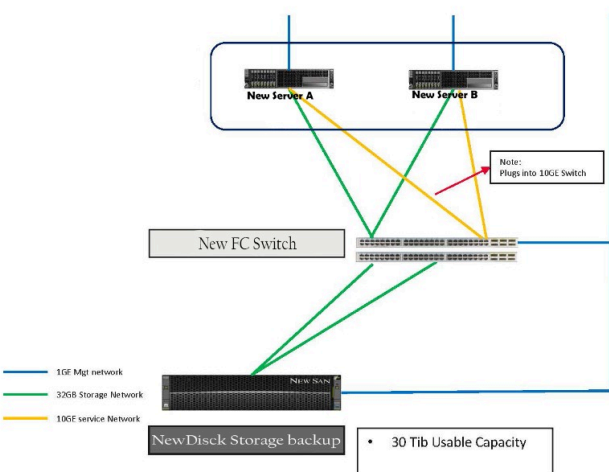 New Server A
New Server B
Note:
Plugs into 10GE Switch
New FC Switch
1GE Mgt network
32GB Storage Network
10GE service Network
NEW SAN
NewDisck Storage backup
• 30 Tib Usable Capacity